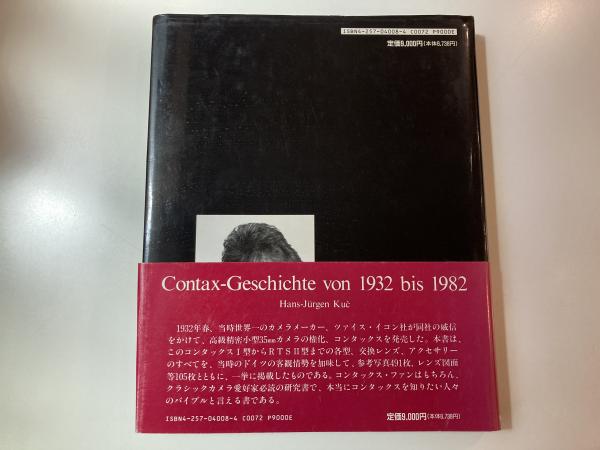 ISBN4-257-04008-4 C0072 P9000E
定価9,000円(本体8,738円)
Contax-Geschichte von 1932 bis 1982
Hans-Jürgen Kuč
1932年春、当時世界一のカメラメーカー、ツァイス・イコン社が同社の威信
をかけて、高級精密小型35mmカメラの権化、コンタックスを発売した。本書は、
このコンタックスⅠ型からRTSⅡ型までの各型、交換レンズ、アクセサリー
のすべてを、当時のドイツの客観情勢を加味して、参考写真491枚、レンズ図面
等105枚とともに、一挙に掲載したものである。コンタックス・ファンはもちろん、
クラシックカメラ愛好家必読の研究書で、本当にコンタックスを知りたい人々
のバイブルと言える書である。
ISBN4-257-04008-4 C0072 P9000E
定価9,000円(本体8,738円)